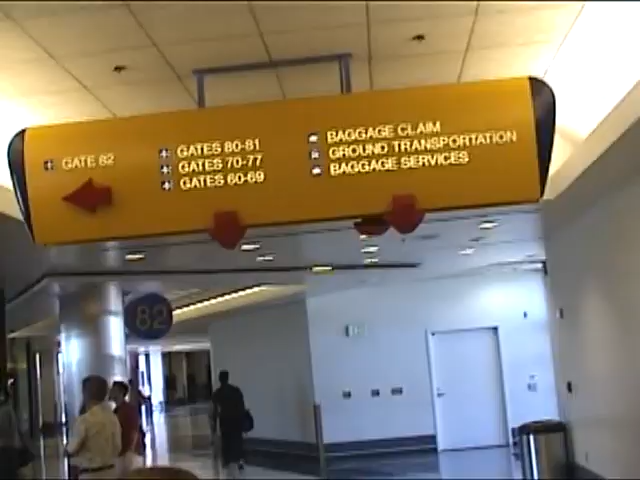 GATE 82
GATES 80-81
GATES 70-77
GATES 60-69
BAGGAGE CLAIM
GROUND TRANSPORTATION
BAGGAGE SERVICES
82